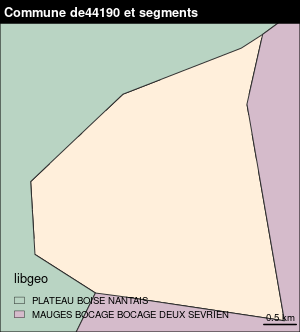 Commune de44190 et segments
libgeo
PLATEAU BOISE NANTAIS
MAUGES BOCAGE BOCAGE DEUX SEVRIEN
0.5 km